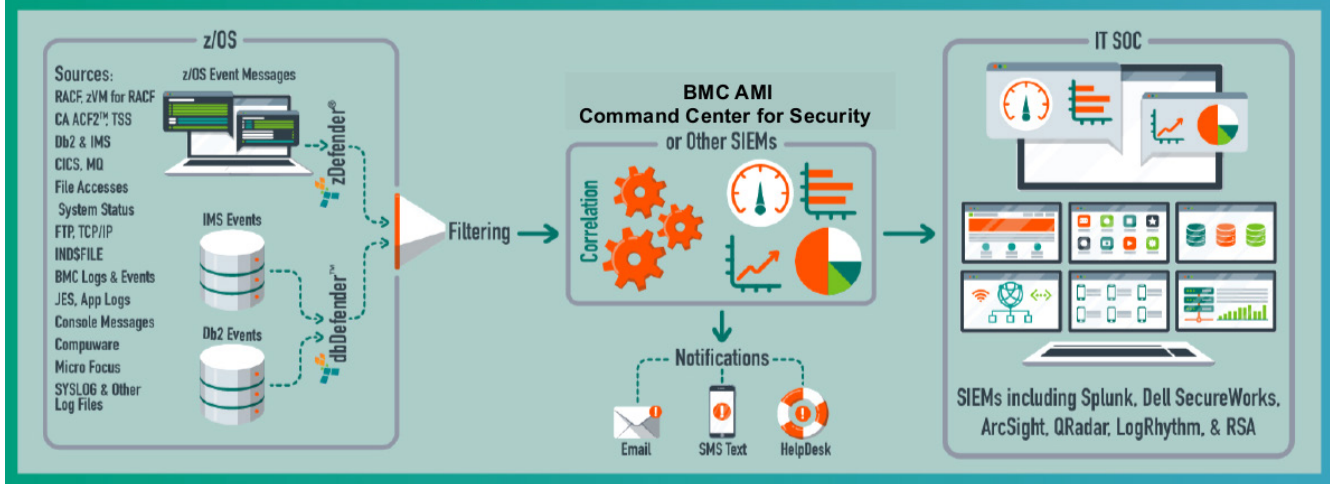 z/OS
Sources:
RACF, zVM for RACF
CA ACF2™, TSS
Db2 & IMS
CICS, MQ
File Accesses
System Status
FTP, TCP/IP
IND$FILE
BMC Logs & Events
JES, App Logs
Console Messages
Compuware
Micro Focus
SYSLOG & Other
Log Files
z/OS Event Messages
zDefender®
IMS Events
Db2 Events
dbDefender™
Filtering
BMC AMI
Command Center for Security
or Other SIEMs
Correlation
Notifications
Email
SMS Text
HelpDesk
IT SOC
SIEMs including Splunk, Dell SecureWorks,
ArcSight, QRadar, LogRhythm, & RSA